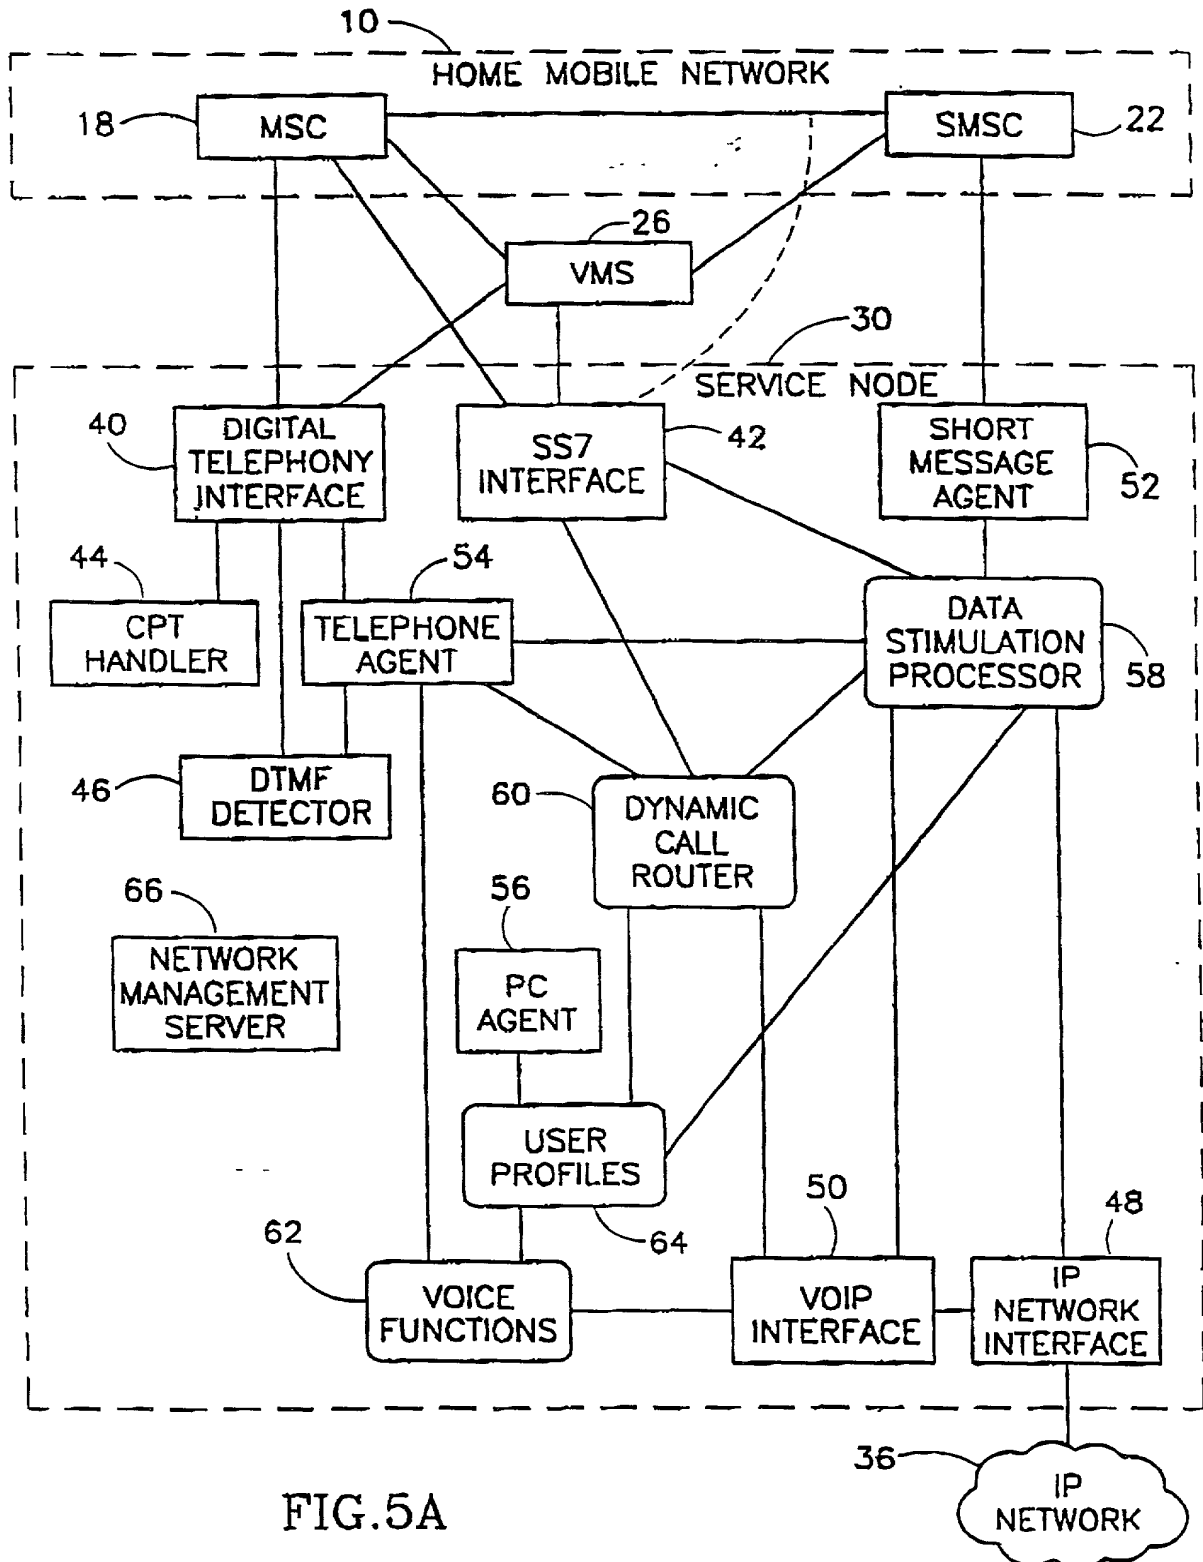 10
HOME MOBILE NETWORK
18
MSC
SMSC
22
26
VMS
30
SERVICE NODE
40
DIGITAL
TELEPHONY
INTERFACE
SS7
INTERFACE
42
SHORT
MESSAGE
AGENT
52
44
CPT
HANDLER
54
TELEPHONE
AGENT
DATA
STIMULATION
PROCESSOR
58
46
DTMF
DETECTOR
60
DYNAMIC
CALL
ROUTER
66
NETWORK
MANAGEMENT
SERVER
56
PC
AGENT
USER
PROFILES
64
62
VOICE
FUNCTIONS
50
VOIP
INTERFACE
48
IP
NETWORK
INTERFACE
36
IP
NETWORK
FIG.5A